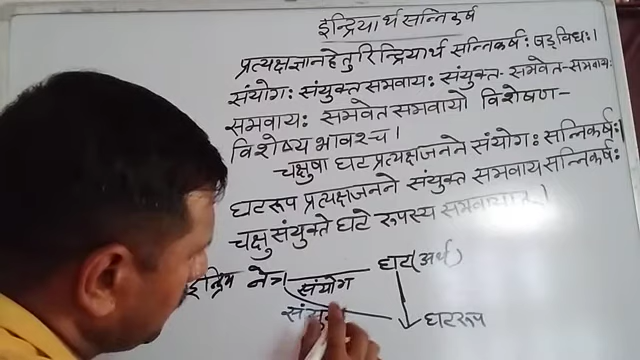 इन्द्रियार्थ सन्निकर्ष
प्रत्यक्षज्ञानहेतुरिन्द्रियार्थ सन्निकर्षः षड्विधः।
संयोगः संयुक्तसमवायः संयुक्त-समवेत-समवायः
समवायः समवेतसमवायो विशेषण-
विशेष्यभावश्च।
चक्षुषा घटप्रत्यक्षजनने संयोगः सन्निकर्षः।
घटरूप प्रत्यक्षजनने संयुक्त समवाय सन्निकर्षः
चक्षुसंयुक्ते घटे रूपस्य समवायात्।
इन्द्रिय नेत्र घट(अर्थ)
संयोग
घटरूप